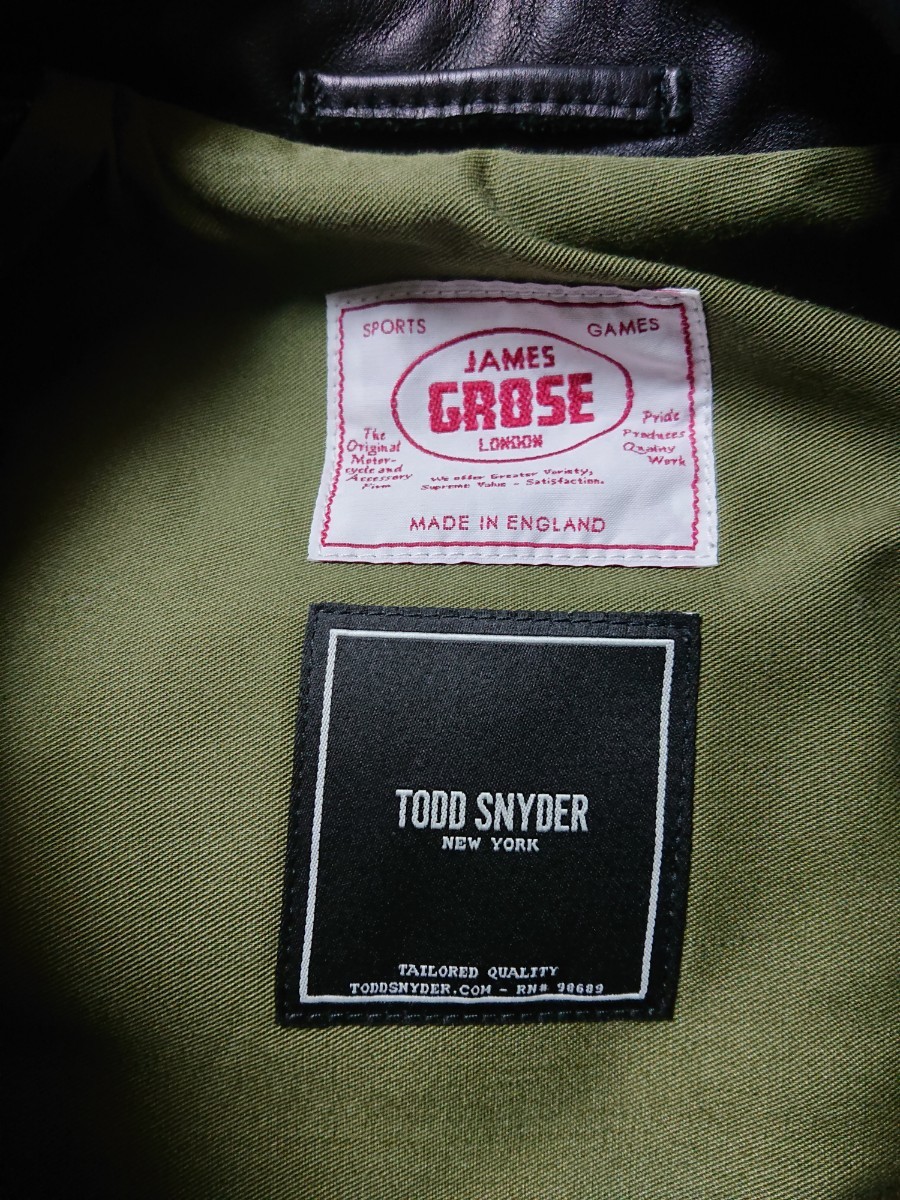 SPORTS GAMES
JAMES
GROSE
LONDON
The
Original
Motor-
cycle and
Accessory
Firm
Pride
Produces
Quality
Work
We offer Greater Variety,
Supreme Value - Satisfaction.
MADE IN ENGLAND
TODD SNYDER
NEW YORK
TAILORED QUALITY
TODDSNYDER.COM - RN# 98689